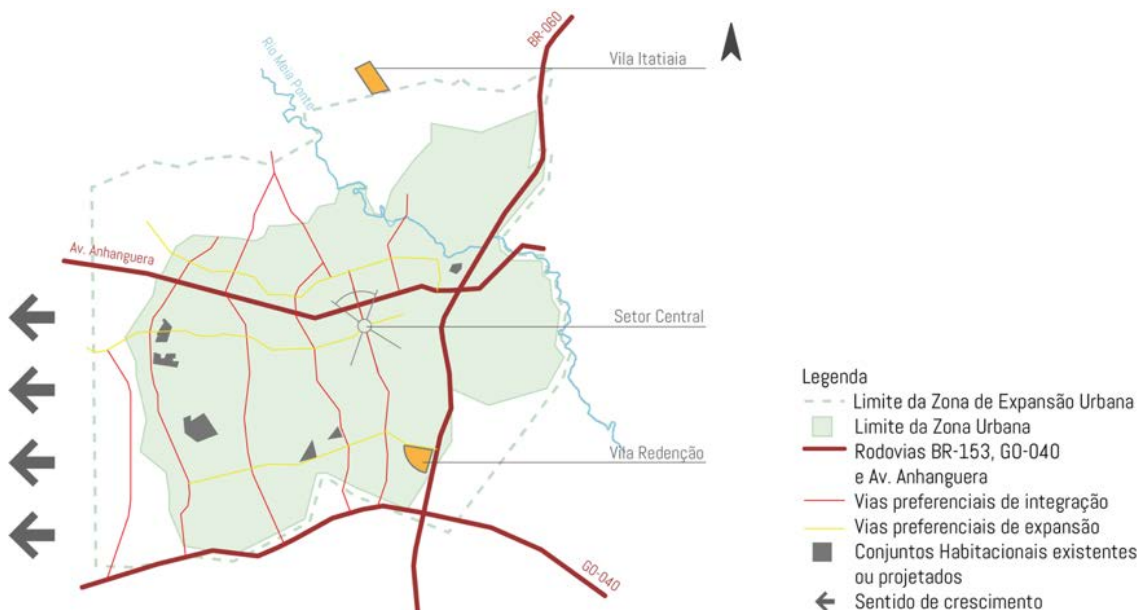 BR-060
Rio Meia Ponte
Vila Itatiaia
Av. Anhanguera
Setor Central
Vila Redenção
GO-040
Legenda
Limite da Zona de Expansão Urbana
Limite da Zona Urbana
Rodovias BR-153, GO-040
e Av. Anhanguera
Vias preferenciais de integração
Vias preferenciais de expansão
Conjuntos Habitacionais existentes
ou projetados
Sentido de crescimento